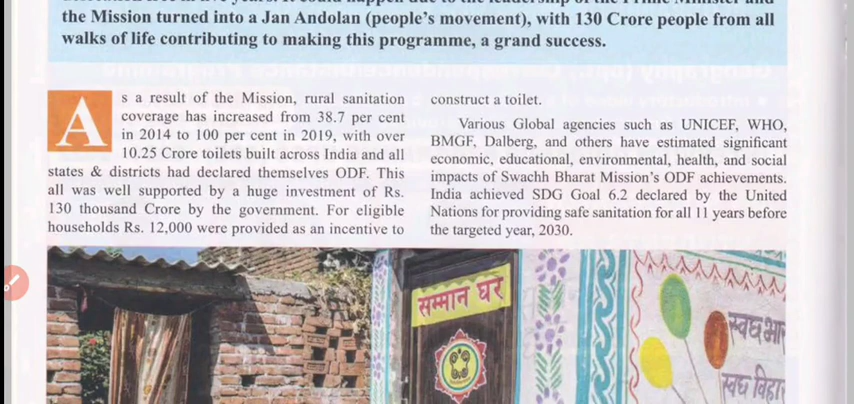 the Mission turned into a Jan Andolan (people's movement), with 130 Crore people from all
walks of life contributing to making this programme, a grand success.
As a result of the Mission, rural sanitation
coverage has increased from 38.7 per cent
in 2014 to 100 per cent in 2019, with over
10.25 Crore toilets built across India and all
states & districts had declared themselves ODF. This
all was well supported by a huge investment of Rs.
130 thousand Crore by the government. For eligible
households Rs. 12,000 were provided as an incentive to
construct a toilet.
Various Global agencies such as UNICEF, WHO,
BMGF, Dalberg, and others have estimated significant
economic, educational, environmental, health, and social
impacts of Swachh Bharat Mission's ODF achievements.
India achieved SDG Goal 6.2 declared by the United
Nations for providing safe sanitation for all 11 years before
the targeted year, 2030.
सम्मान घर